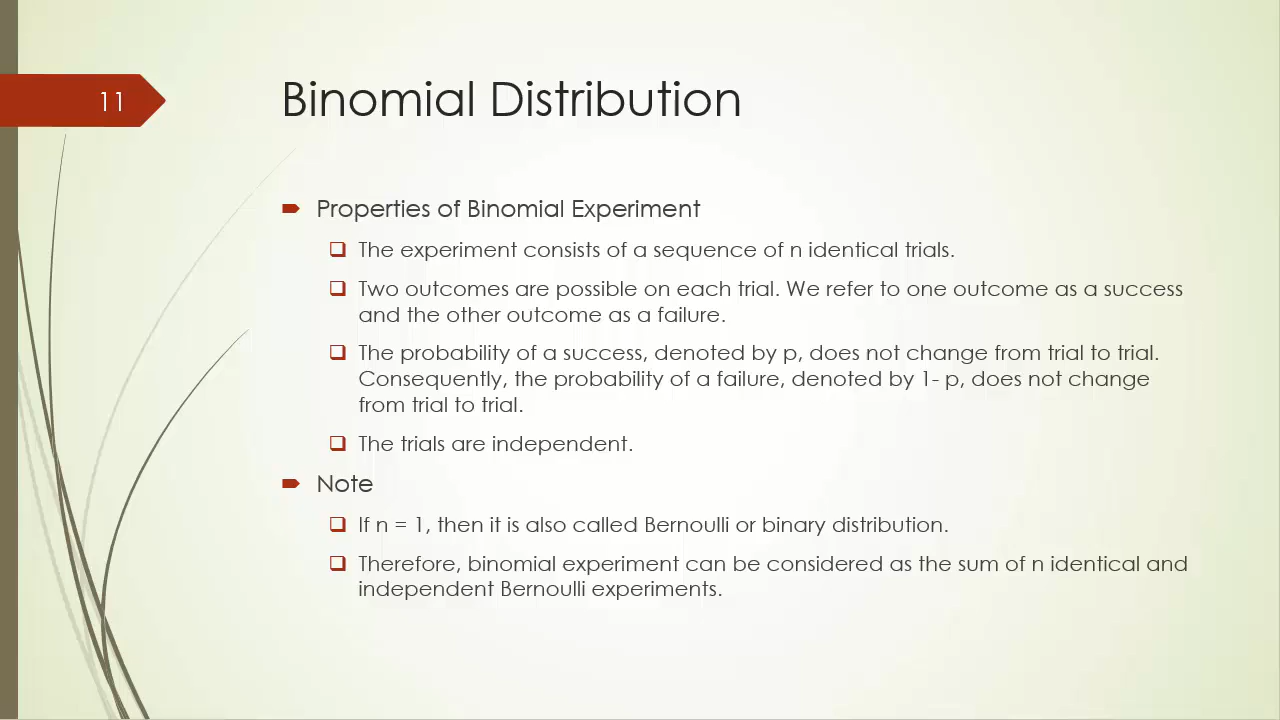 11
Binomial Distribution
Properties of Binomial Experiment
The experiment consists of a sequence of n identical trials.
Two outcomes are possible on each trial. We refer to one outcome as a success
and the other outcome as a failure.
The probability of a success, denoted by p, does not change from trial to trial.
Consequently, the probability of a failure, denoted by 1- p, does not change
from trial to trial.
The trials are independent.
Note
If n = 1, then it is also called Bernoulli or binary distribution.
Therefore, binomial experiment can be considered as the sum of n identical and
independent Bernoulli experiments.